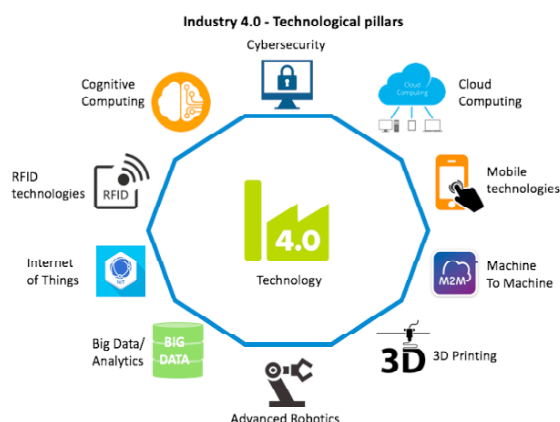 Industry 4.0 - Technological pillars
Cybersecurity
Cognitive
Computing
Cloud
Computing
Cloud
Computing
RFID
technologies
RFID
Mobile
technologies
4.0
Technology
Internet
of Things
IoT
M2M
Machine
To Machine
Big Data/
Analytics
BIG
DATA
3D
3D Printing
Advanced Robotics